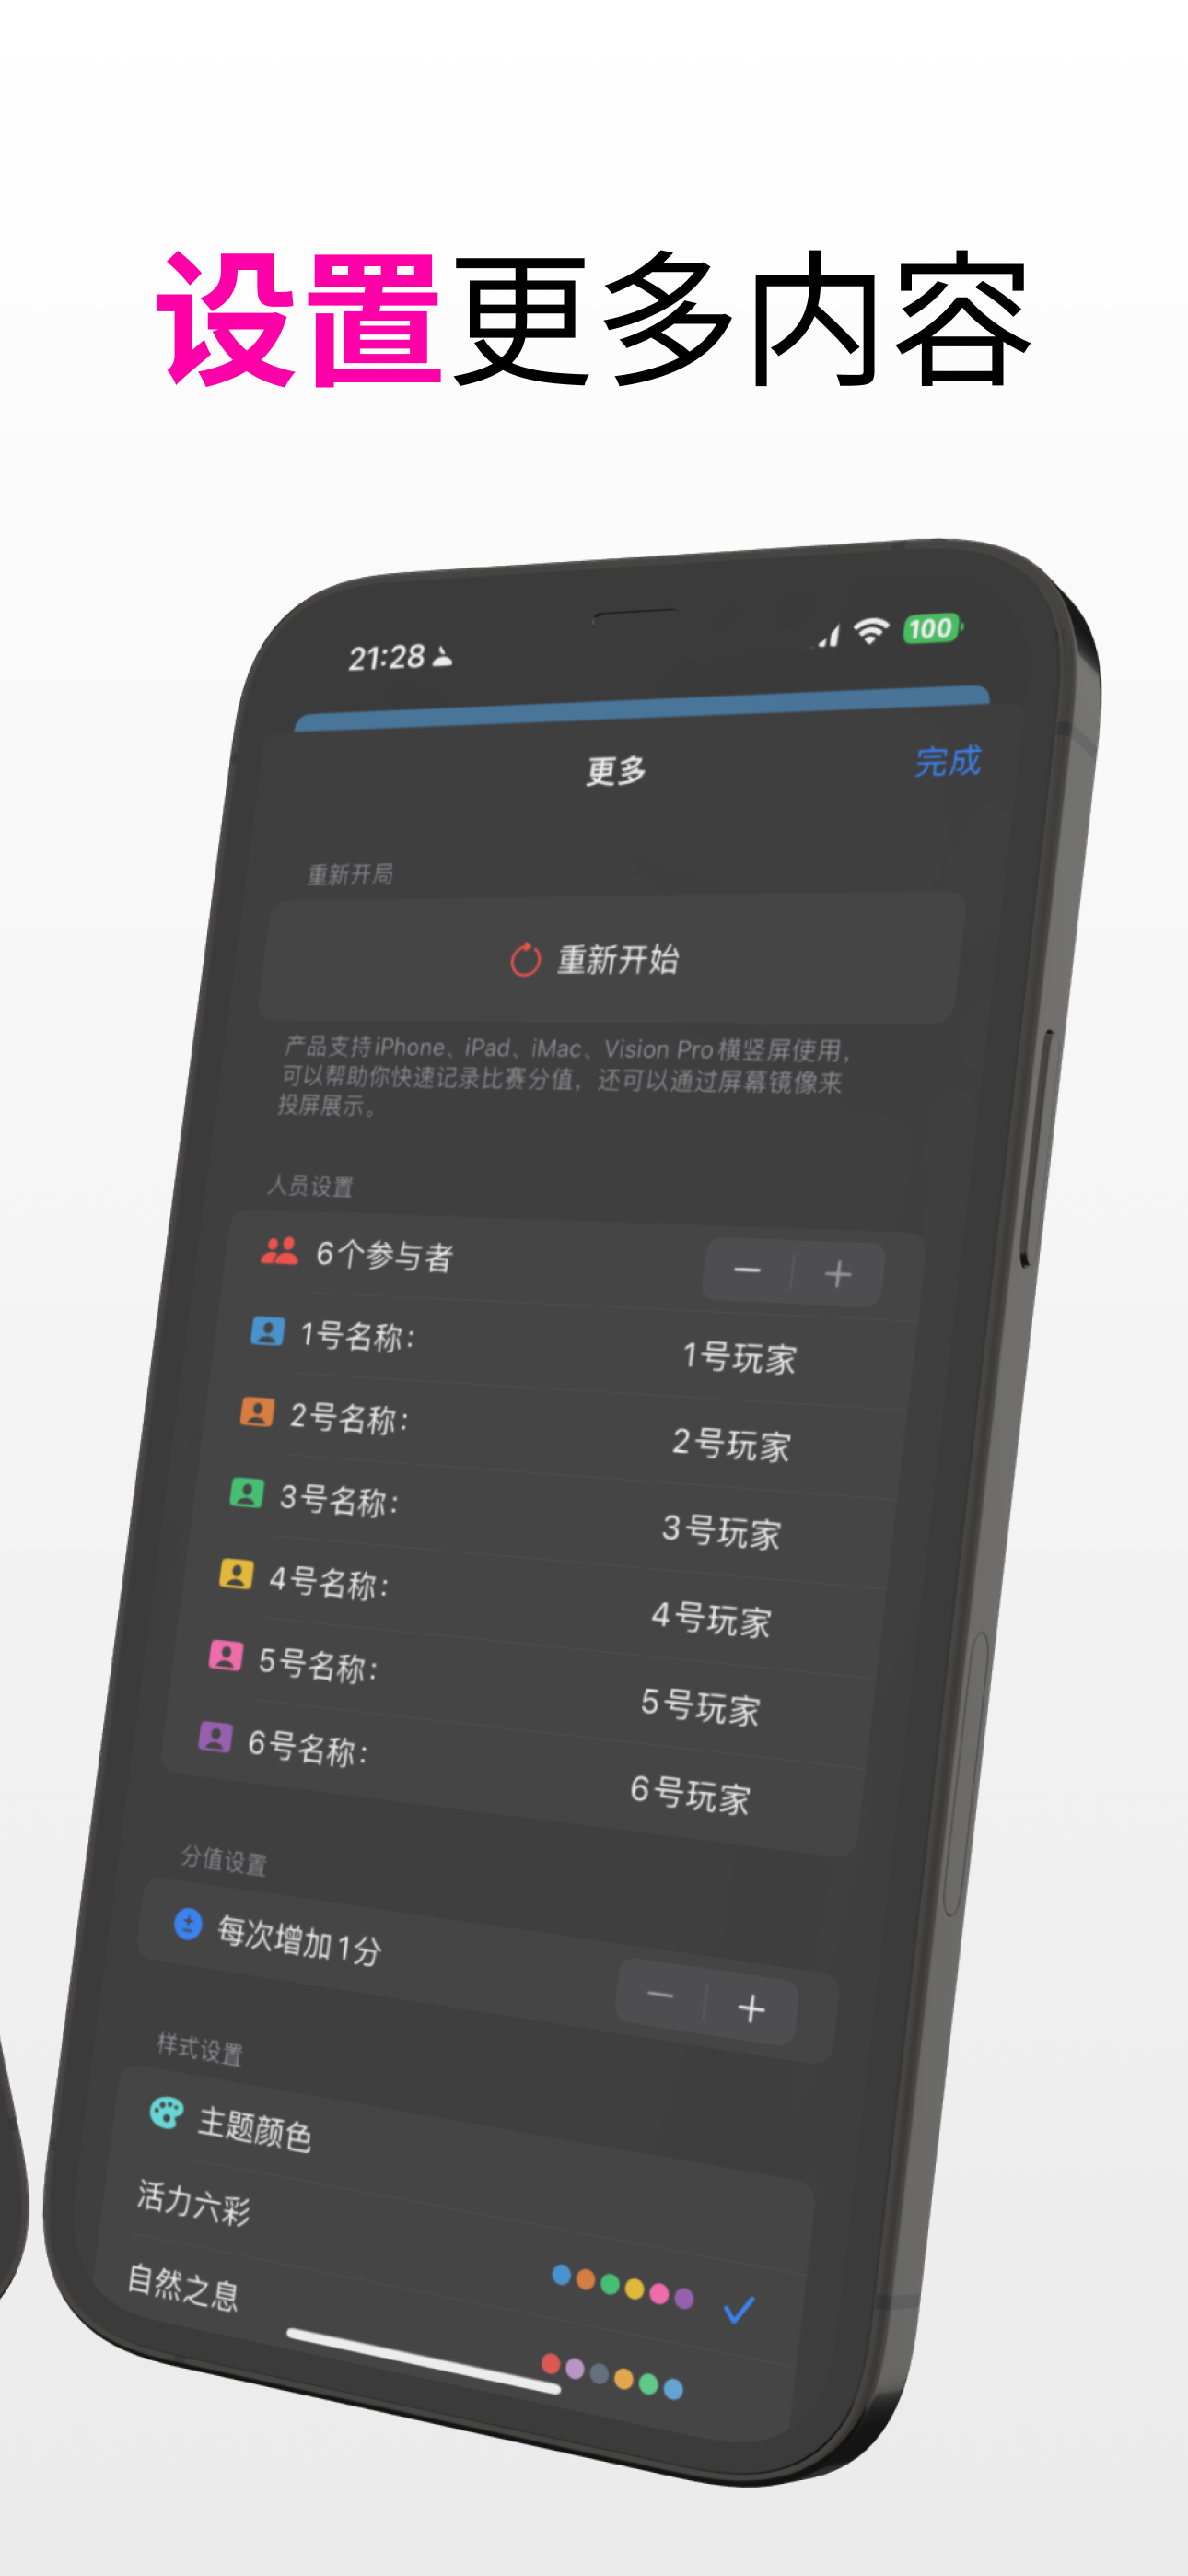 设置更多内容
21:28
100
更多
完成
重新开局
重新开始
产品支持iPhone、iPad、iMac、Vision Pro横竖屏使用，
可以帮助你快速记录比赛分值，还可以通过屏幕镜像来
投屏展示。
人员设置
6个参与者
1号名称：
1号玩家
2号名称：
2号玩家
3号名称：
3号玩家
4号名称：
4号玩家
5号名称：
5号玩家
6号名称：
6号玩家
分值设置
每次增加1分
样式设置
主题颜色
活力六彩
自然之息